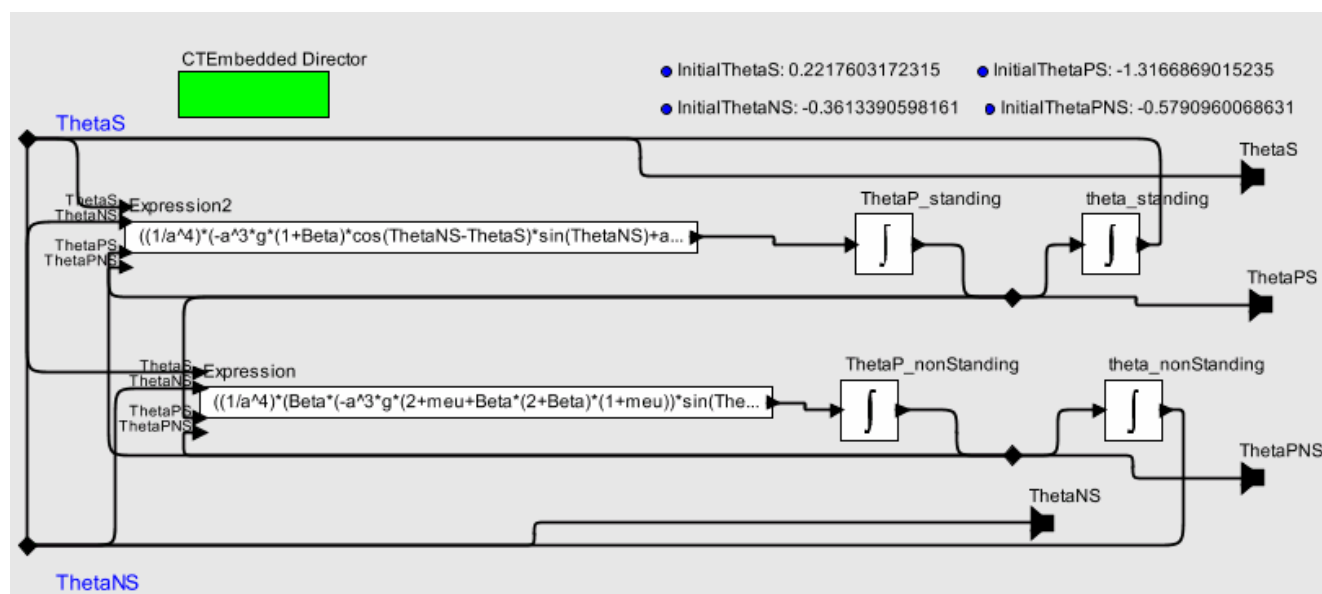 CTEmbedded Director
InitialThetaS: 0.2217603172315
InitialThetaPS: -1.3166869015235
InitialThetaNS: -0.3613390598161
InitialThetaPNS: -0.5790960068631
ThetaS
ThetaS
ThetaS
ThetaNS
Expression2
ThetaP_standing
theta_standing
((1/a^4)*(-a^3*g*(1+Beta)*cos(ThetaNS-ThetaS)*sin(ThetaNS)+a...
∫
∫
ThetaPS
ThetaPNS
ThetaPS
ThetaS
ThetaNS
Expression
ThetaP_nonStanding
theta_nonStanding
((1/a^4)*(Beta*(-a^3*g*(2+meu+Beta*(2+Beta)*(1+meu))*sin(The...
∫
∫
ThetaPS
ThetaPNS
ThetaPNS
ThetaNS
ThetaNS